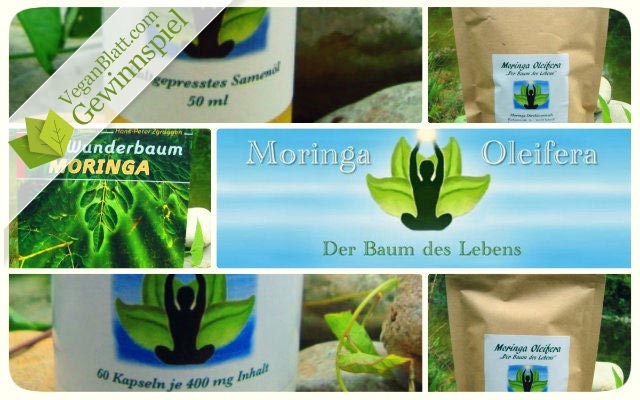 VeganBlatt.com
Gewinnspiel
gepresstes Samenöl
50 ml
Moringa Oleifera
"Der Baum des Lebens"
Hans-Peter Zgraggen
Wunderbaum
MORINGA
Moringa Oleifera
Der Baum des Lebens
60 Kapseln je 400 mg Inhalt
Moringa Oleifera
"Der Baum des Lebens"